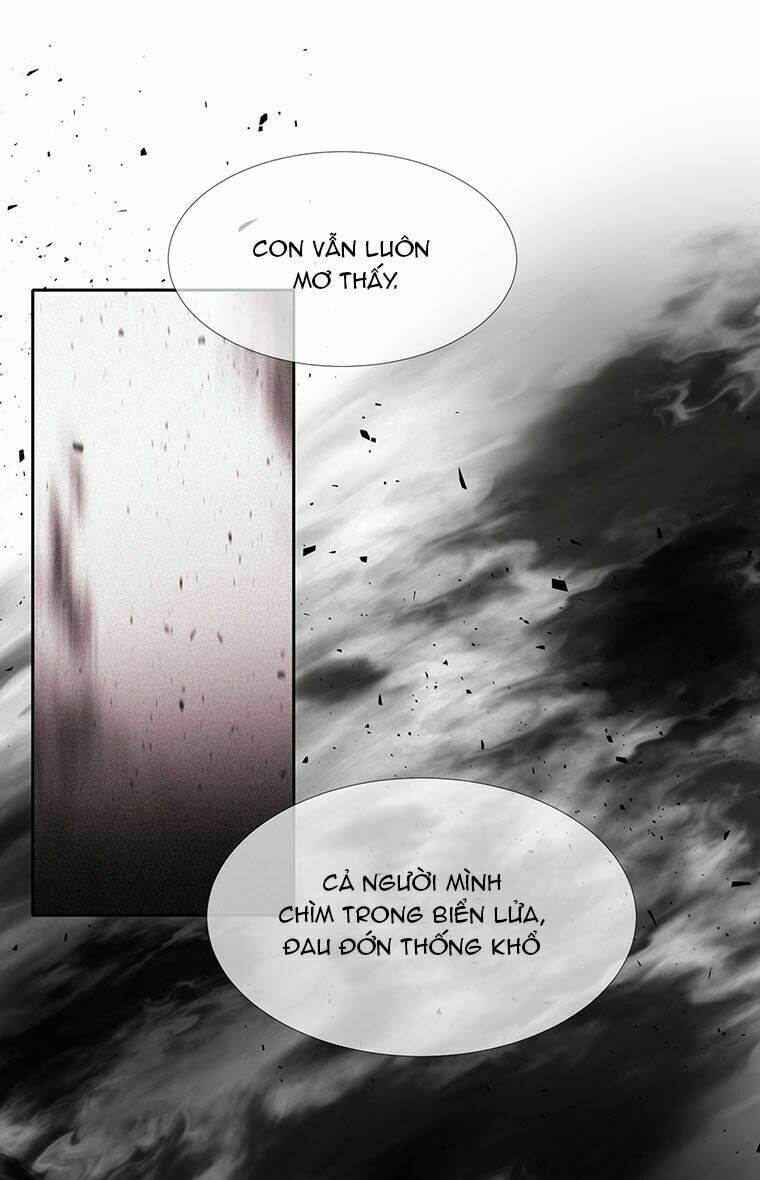 CON VẪN LUÔN
MƠ THẤY.
CẢ NGƯỜI MÌNH
CHÌM TRONG BIỂN LỬA,
ĐAU ĐỚN THỐNG KHỔ